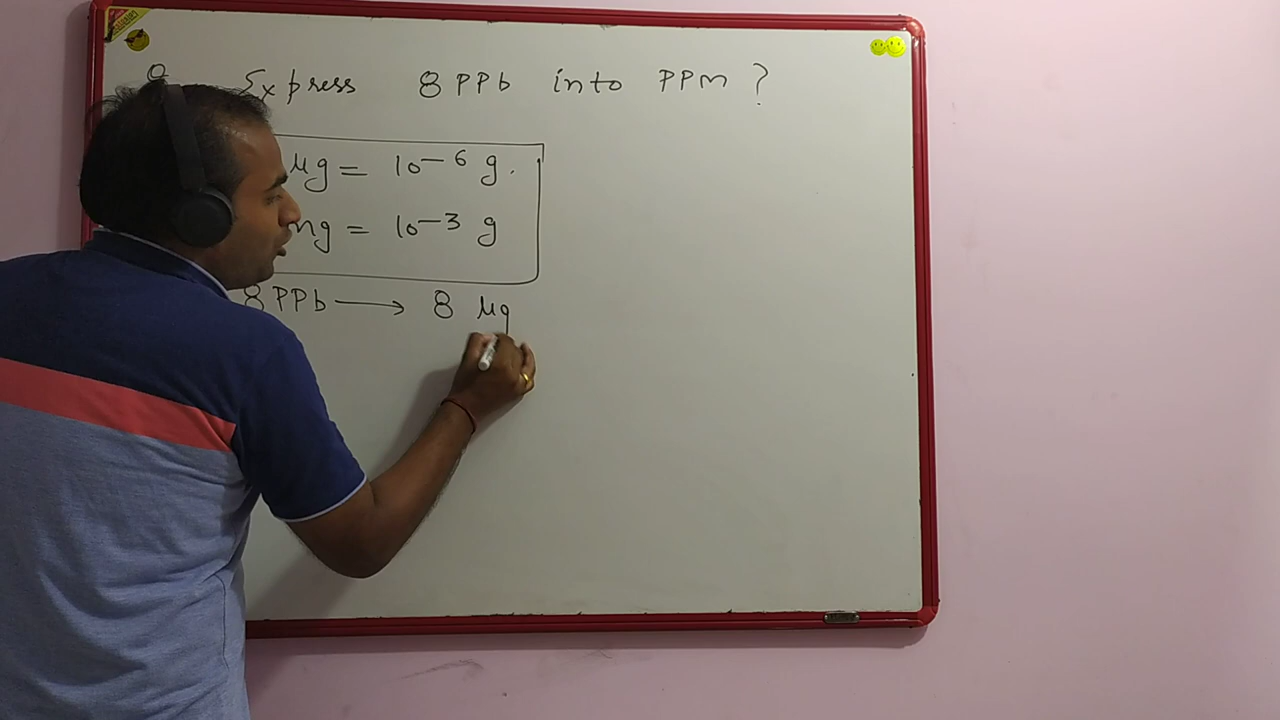 Express 8 PPb into PPm ?
μg = 10−6 g.
mg = 10−3 g
8 PPb ⟶ 8 μg